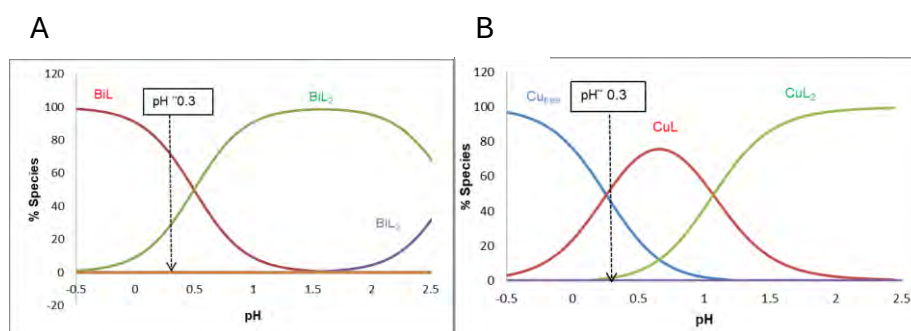 A
120
100
80
60
40
20
0
-20
% Species
BiL
pH ~0.3
BiL2
BiL3
-0.5 0 0.5 1 1.5 2 2.5
pH
B
120
100
80
60
40
20
0
% Species
Cufree
pH~ 0.3
CuL
CuL2
-0.5 0 0.5 1 1.5 2 2.5
pH